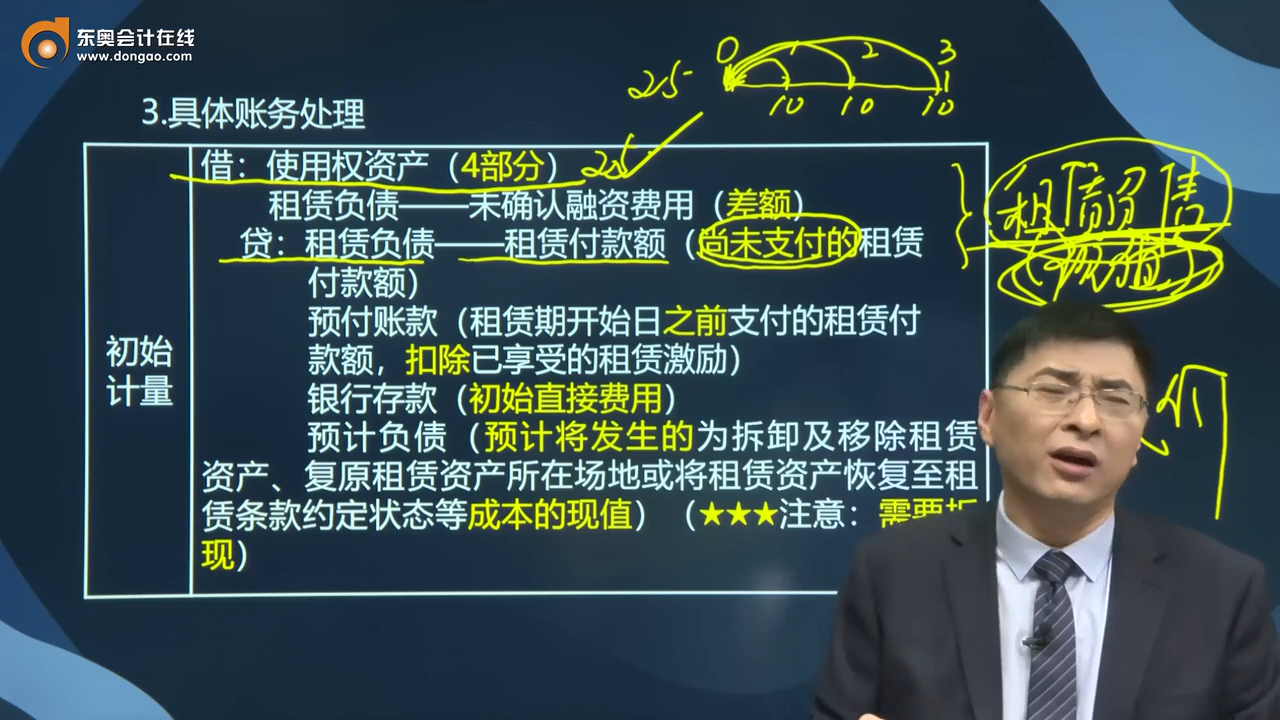 东奥会计在线
www.dongao.com
0 1 2 3
25
10 10 10
3.具体账务处理
借：使用权资产（4部分） 25
租赁负债——未确认融资费用（差额）
贷：租赁负债——租赁付款额（尚未支付的租赁
付款额）
预付账款（租赁期开始日之前支付的租赁付
款额，扣除已享受的租赁激励）
银行存款（初始直接费用）
预计负债（预计将发生的为拆卸及移除租赁
资产、复原租赁资产所在场地或将租赁资产恢复至租
赁条款约定状态等成本的现值）（★★★注意：需要折
现）
初始
计量
租赁负债
（现值）